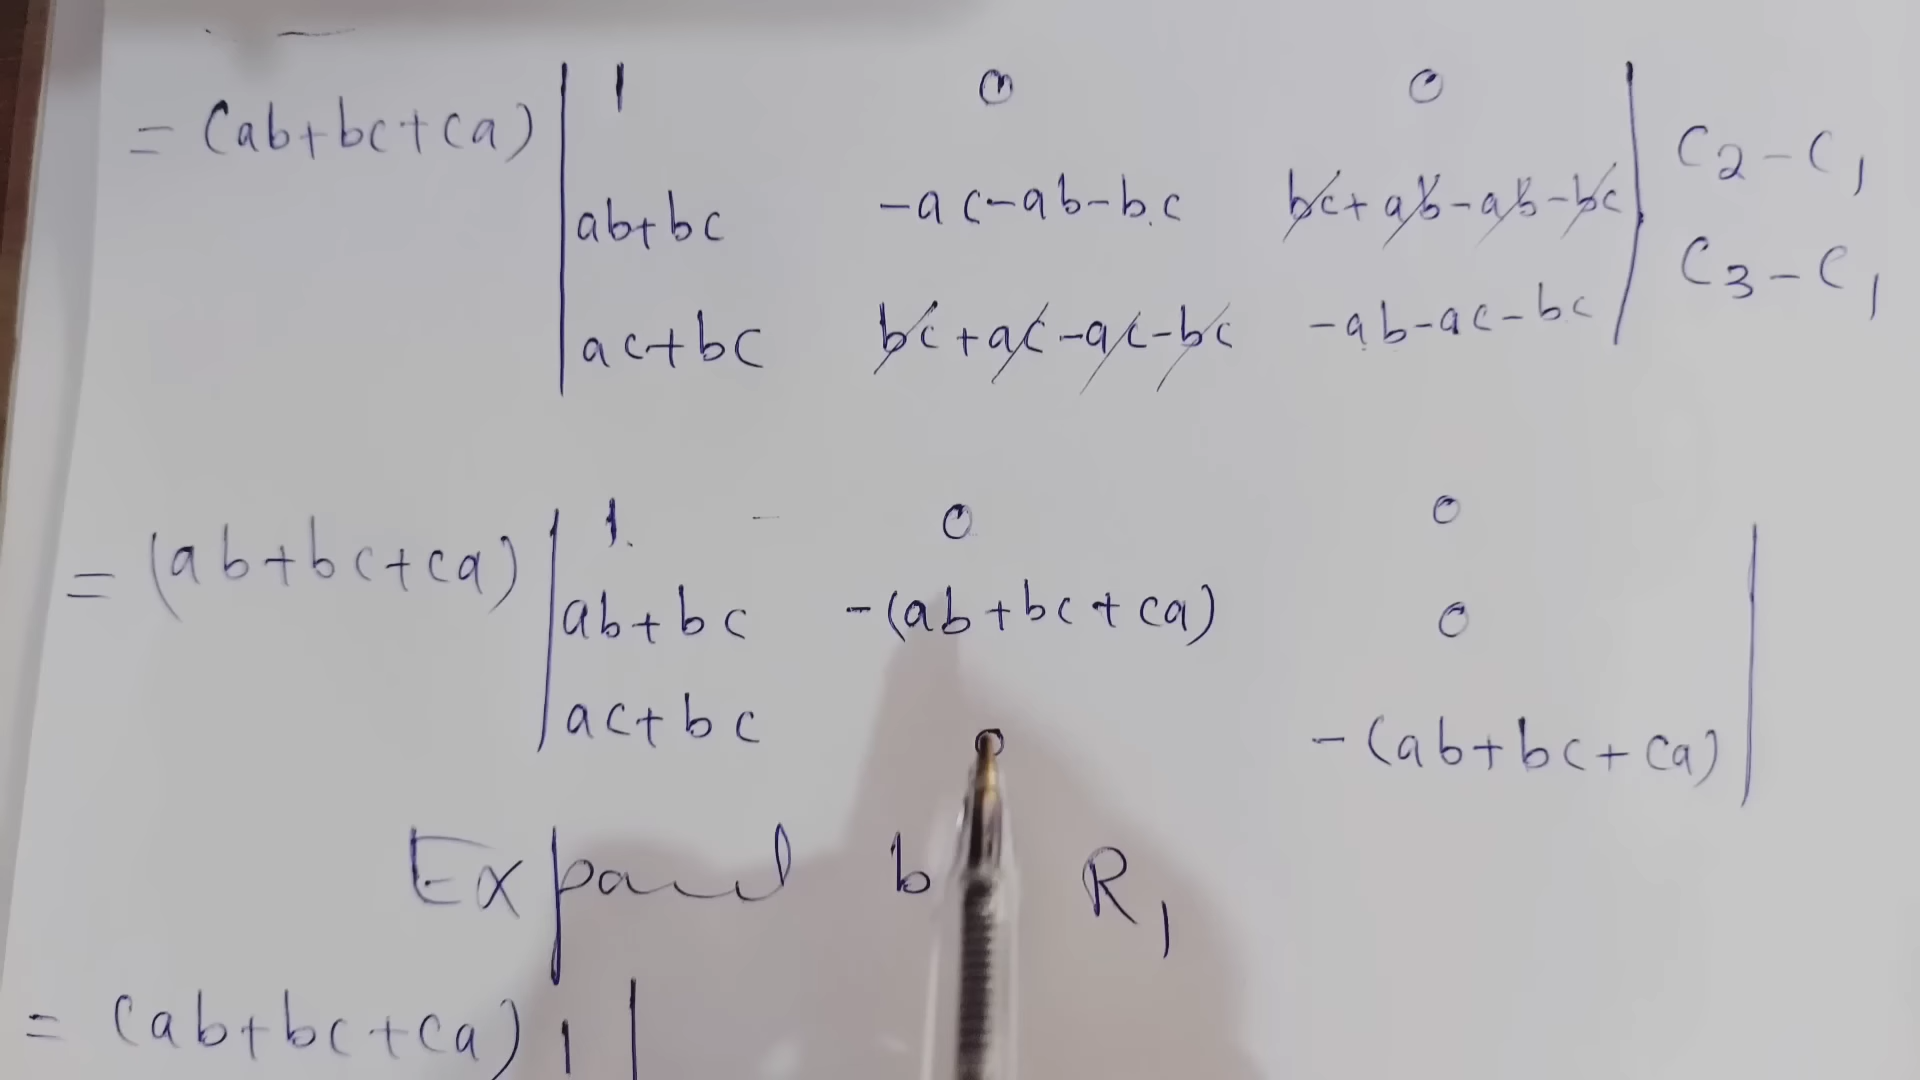 = (ab+bc+ca) | 1 0 0 | C2-C1
ab+bc -ac-ab-bc bc+ab-ab-bc
C3-C1
ac+bc bc+ac-ac-bc -ab-ac-bc
= (ab+bc+ca) | 1 0 0 |
ab+bc -(ab+bc+ca) 0
ac+bc 0 -(ab+bc+ca)
Expand R1
= (ab+bc+ca) 1 |